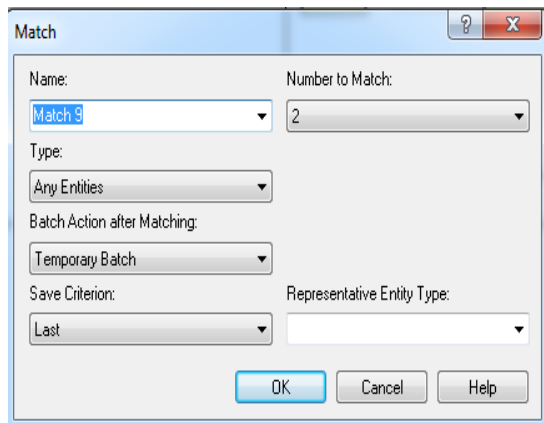 Match
?
X
Name:
Number to Match:
Match 9
2
Type:
Any Entities
Batch Action after Matching:
Temporary Batch
Save Criterion:
Representative Entity Type:
Last
OK
Cancel
Help